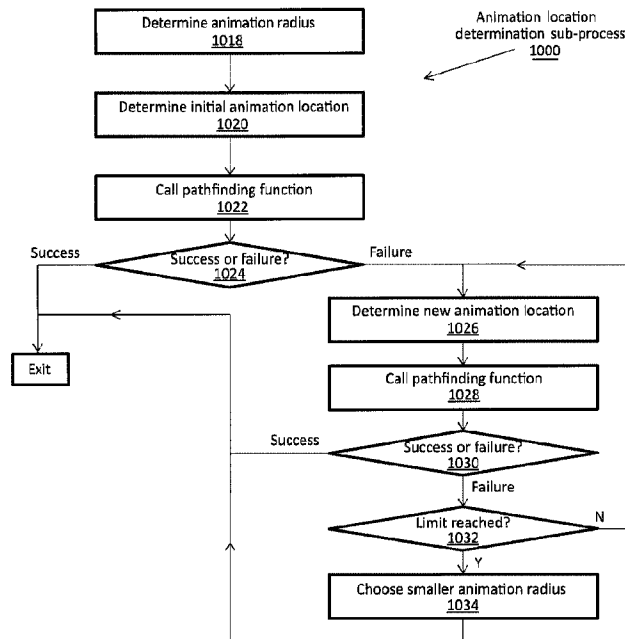 Determine animation radius
1018
Animation location
determination sub-process
1000
Determine initial animation location
1020
Call pathfinding function
1022
Success
Success or failure?
1024
Failure
Determine new animation location
1026
Exit
Call pathfinding function
1028
Success
Success or failure?
1030
Failure
Limit reached?
1032
N
Y
Choose smaller animation radius
1034